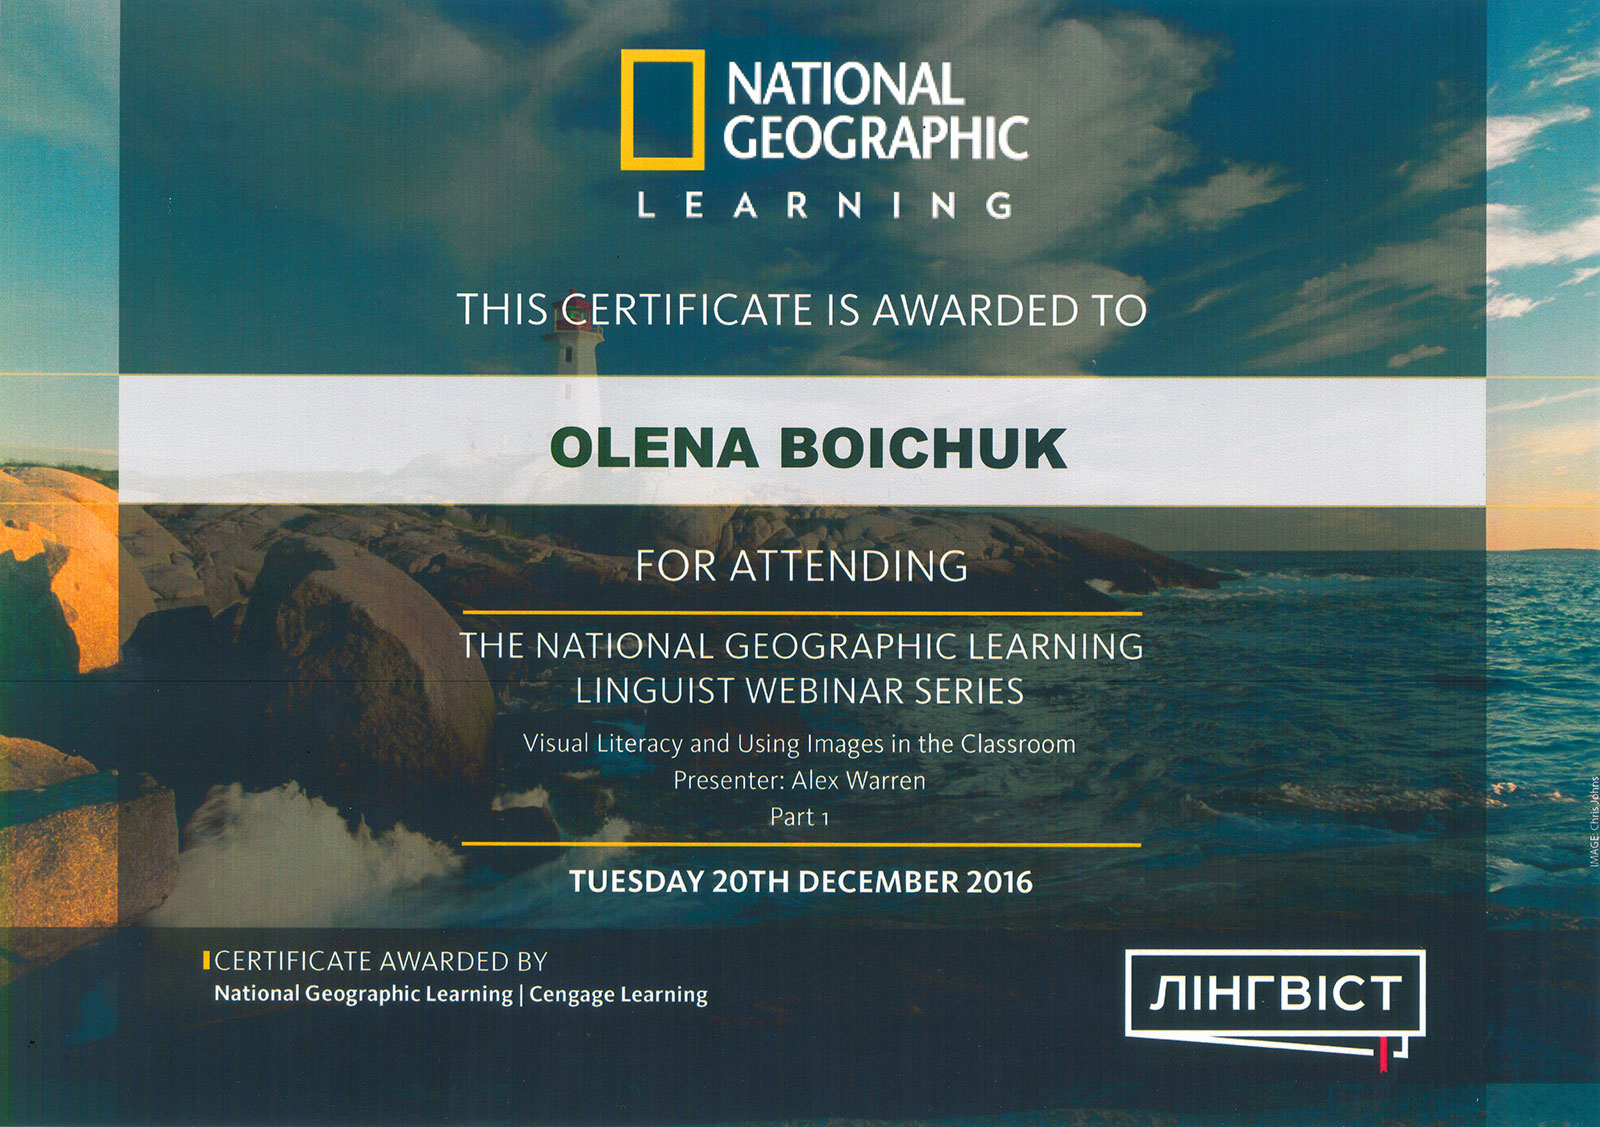 NATIONAL
GEOGRAPHIC
LEARNING
THIS CERTIFICATE IS AWARDED TO
OLENA BOICHUK
FOR ATTENDING
THE NATIONAL GEOGRAPHIC LEARNING
LINGUIST WEBINAR SERIES
Visual Literacy and Using Images in the Classroom
Presenter: Alex Warren
Part 1
TUESDAY 20TH DECEMBER 2016
CERTIFICATE AWARDED BY
National Geographic Learning | Cengage Learning
ЛІНГВІСТ
IMAGE: Chris Johns